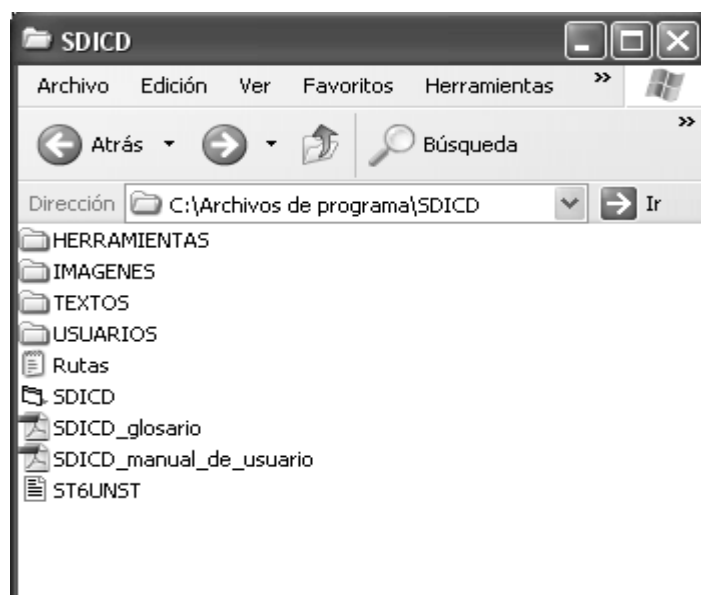 SDICD
Archivo Edición Ver Favoritos Herramientas »
Atrás Búsqueda »
Dirección C:\Archivos de programa\SDICD Ir
HERRAMIENTAS
IMAGENES
TEXTOS
USUARIOS
Rutas
SDICD
SDICD_glosario
SDICD_manual_de_usuario
ST6UNST